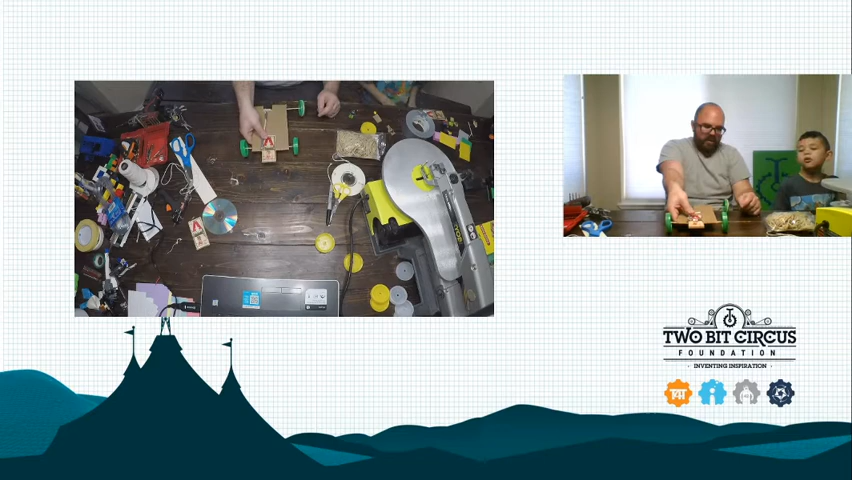 TWO BIT CIRCUS
FOUNDATION
· INVENTING INSPIRATION ·